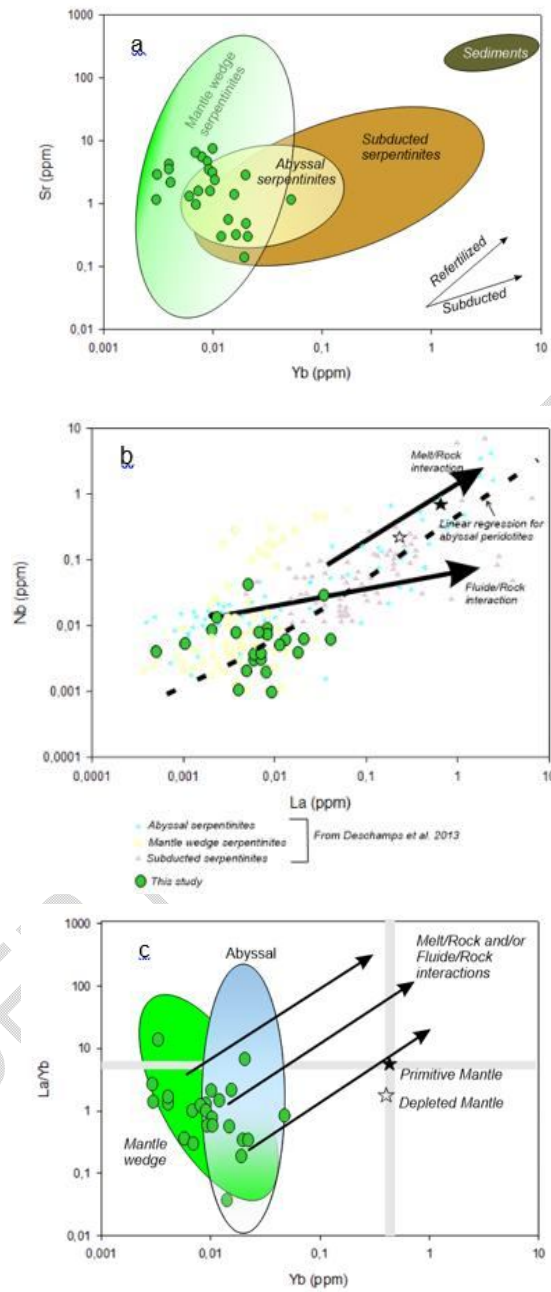 a
1000
100
10
1
0,1
0,01
Sr (ppm)
Mantle wedge
serpentinites
Sediments
Subducted
serpentinites
Abyssal
serpentinites
Refertilized
Subducted
0,001
0,01
0,1
1
10
Yb (ppm)
b
10
1
0,1
0,01
0,001
0,0001
Nb (ppm)
Melt/Rock
interaction
Linear regression for
abyssal peridotites
Fluide/Rock
interaction
0,0001
0,001
0,01
0,1
1
10
La (ppm)
Abyssal serpentinites
Mantle wedge serpentinites
Subducted serpentinites
From Deschamps et al. 2013
This study
c
1000
100
10
1
0,1
0,01
La/Yb
Abyssal
Melt/Rock and/or
Fluide/Rock
interactions
Primitive Mantle
Depleted Mantle
Mantle
wedge
0,001
0,01
0,1
1
10
Yb (ppm)